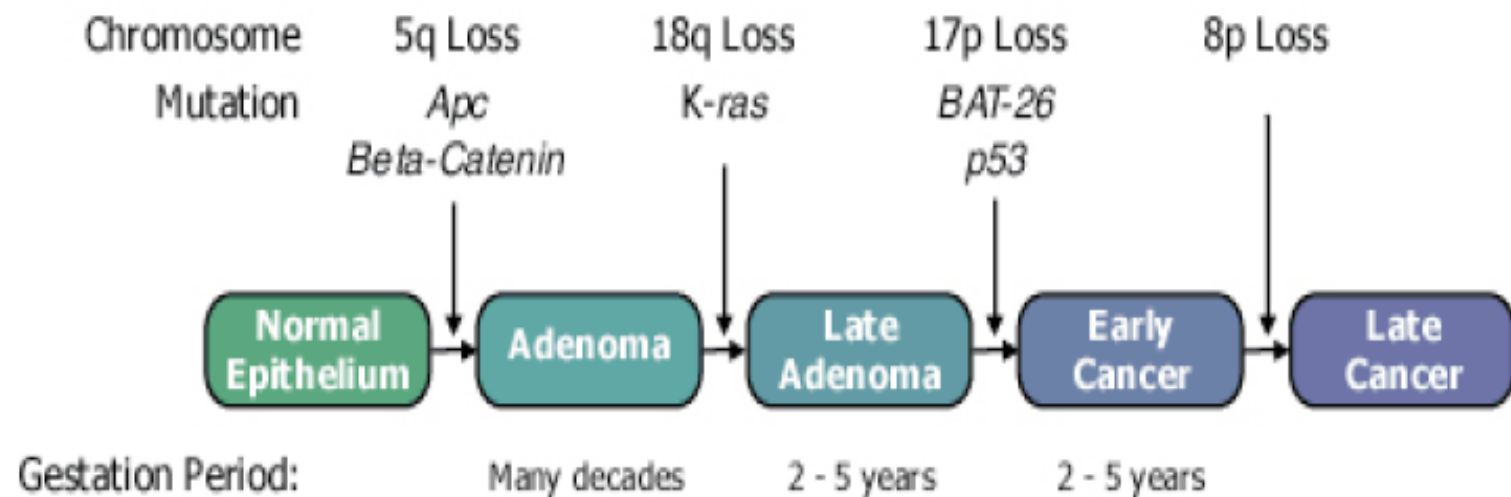 Chromosome 5q Loss 18q Loss 17p Loss 8p Loss
Mutation Apc K-ras BAT-26
Beta-Catenin p53
Normal Epithelium
Adenoma
Late Adenoma
Early Cancer
Late Cancer
Gestation Period: Many decades 2 - 5 years 2 - 5 years